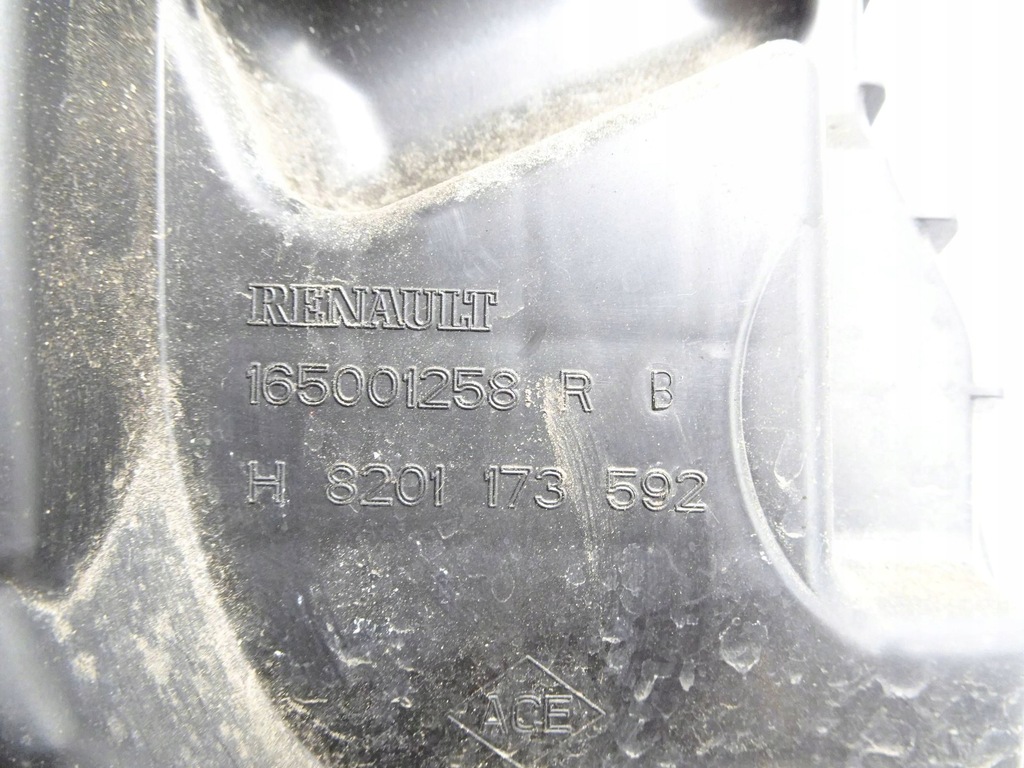 RENAULT
165001258 R B
H 8201 173 592
ACE